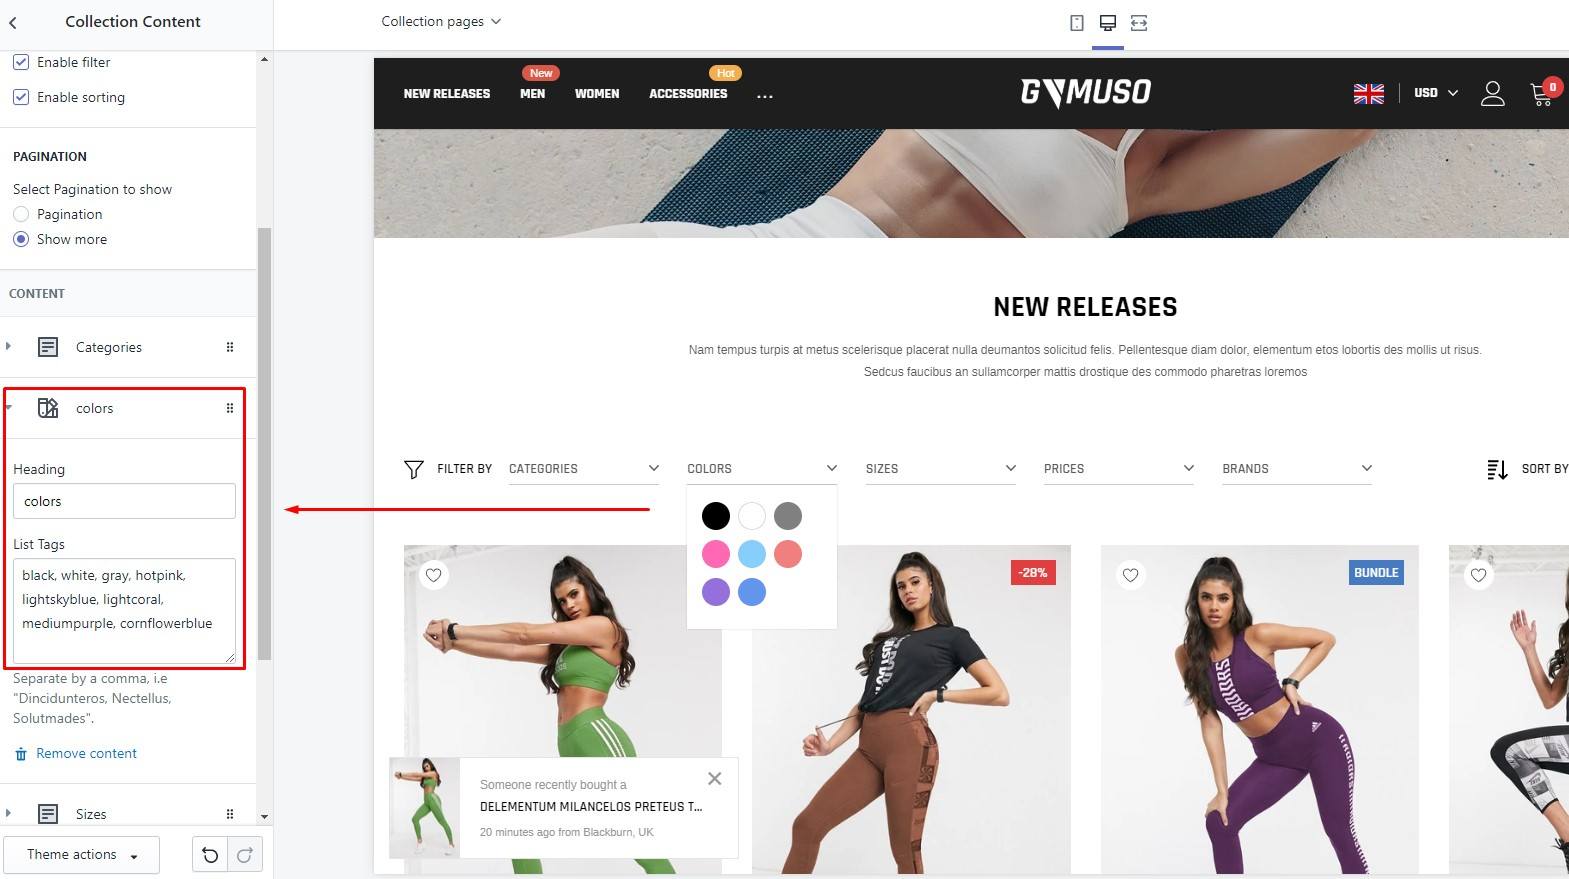 Collection Content
Enable filter
Enable sorting
PAGINATION
Select Pagination to show
Pagination
Show more
CONTENT
Categories
colors
Heading
colors
List Tags
black, white, gray, hotpink,
lightskyblue, lightcoral,
mediumpurple, cornflowerblue
Separate by a comma, i.e
"Dincidunteros, Nectellus,
Solutmades".
Remove content
Sizes
Theme actions
Collection pages
New
Hot
NEW RELEASES
MEN
WOMEN
ACCESSORIES
...
GYMUSO
USD
0
NEW RELEASES
Nam tempus turpis at metus scelerisque placerat nulla deumantos solicitud felis. Pellentesque diam dolor, elementum etos lobortis des mollis ut risus.
Sedcus faucibus an sullamcorper mattis drostique des commodo pharetras loremos
FILTER BY
CATEGORIES
COLORS
SIZES
PRICES
BRANDS
SORT BY
-28%
BUNDLE
Someone recently bought a
DELEMENTUM MILANCELOS PRETEUS T...
20 minutes ago from Blackburn, UK